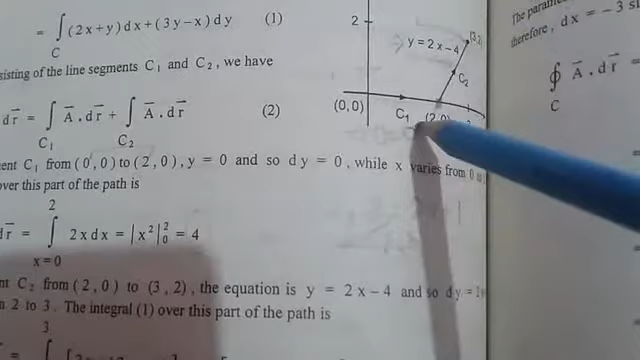 = ∫ (2x+y) dx + (3y−x) dy (1)
C
sisting of the line segments C₁ and C₂, we have
dr̅ = ∫ A̅ . dr̅ + ∫ A̅ . dr̅ (2)
C₁ C₂
ent C₁ from (0,0) to (2,0), y = 0 and so dy = 0, while x varies from 0
over this part of the path is
2
dr̅ = ∫ 2x dx = |x²|₀² = 4
x=0
nt C₂ from (2,0) to (3,2), the equation is y = 2x−4 and so dy =
2 to 3. The integral (1) over this part of the path is
3
2
y = 2x−4
C₂
(0,0)
C₁
(2,0)
The
therefore, dx = −3
∮ A̅ . dr̅ =
C